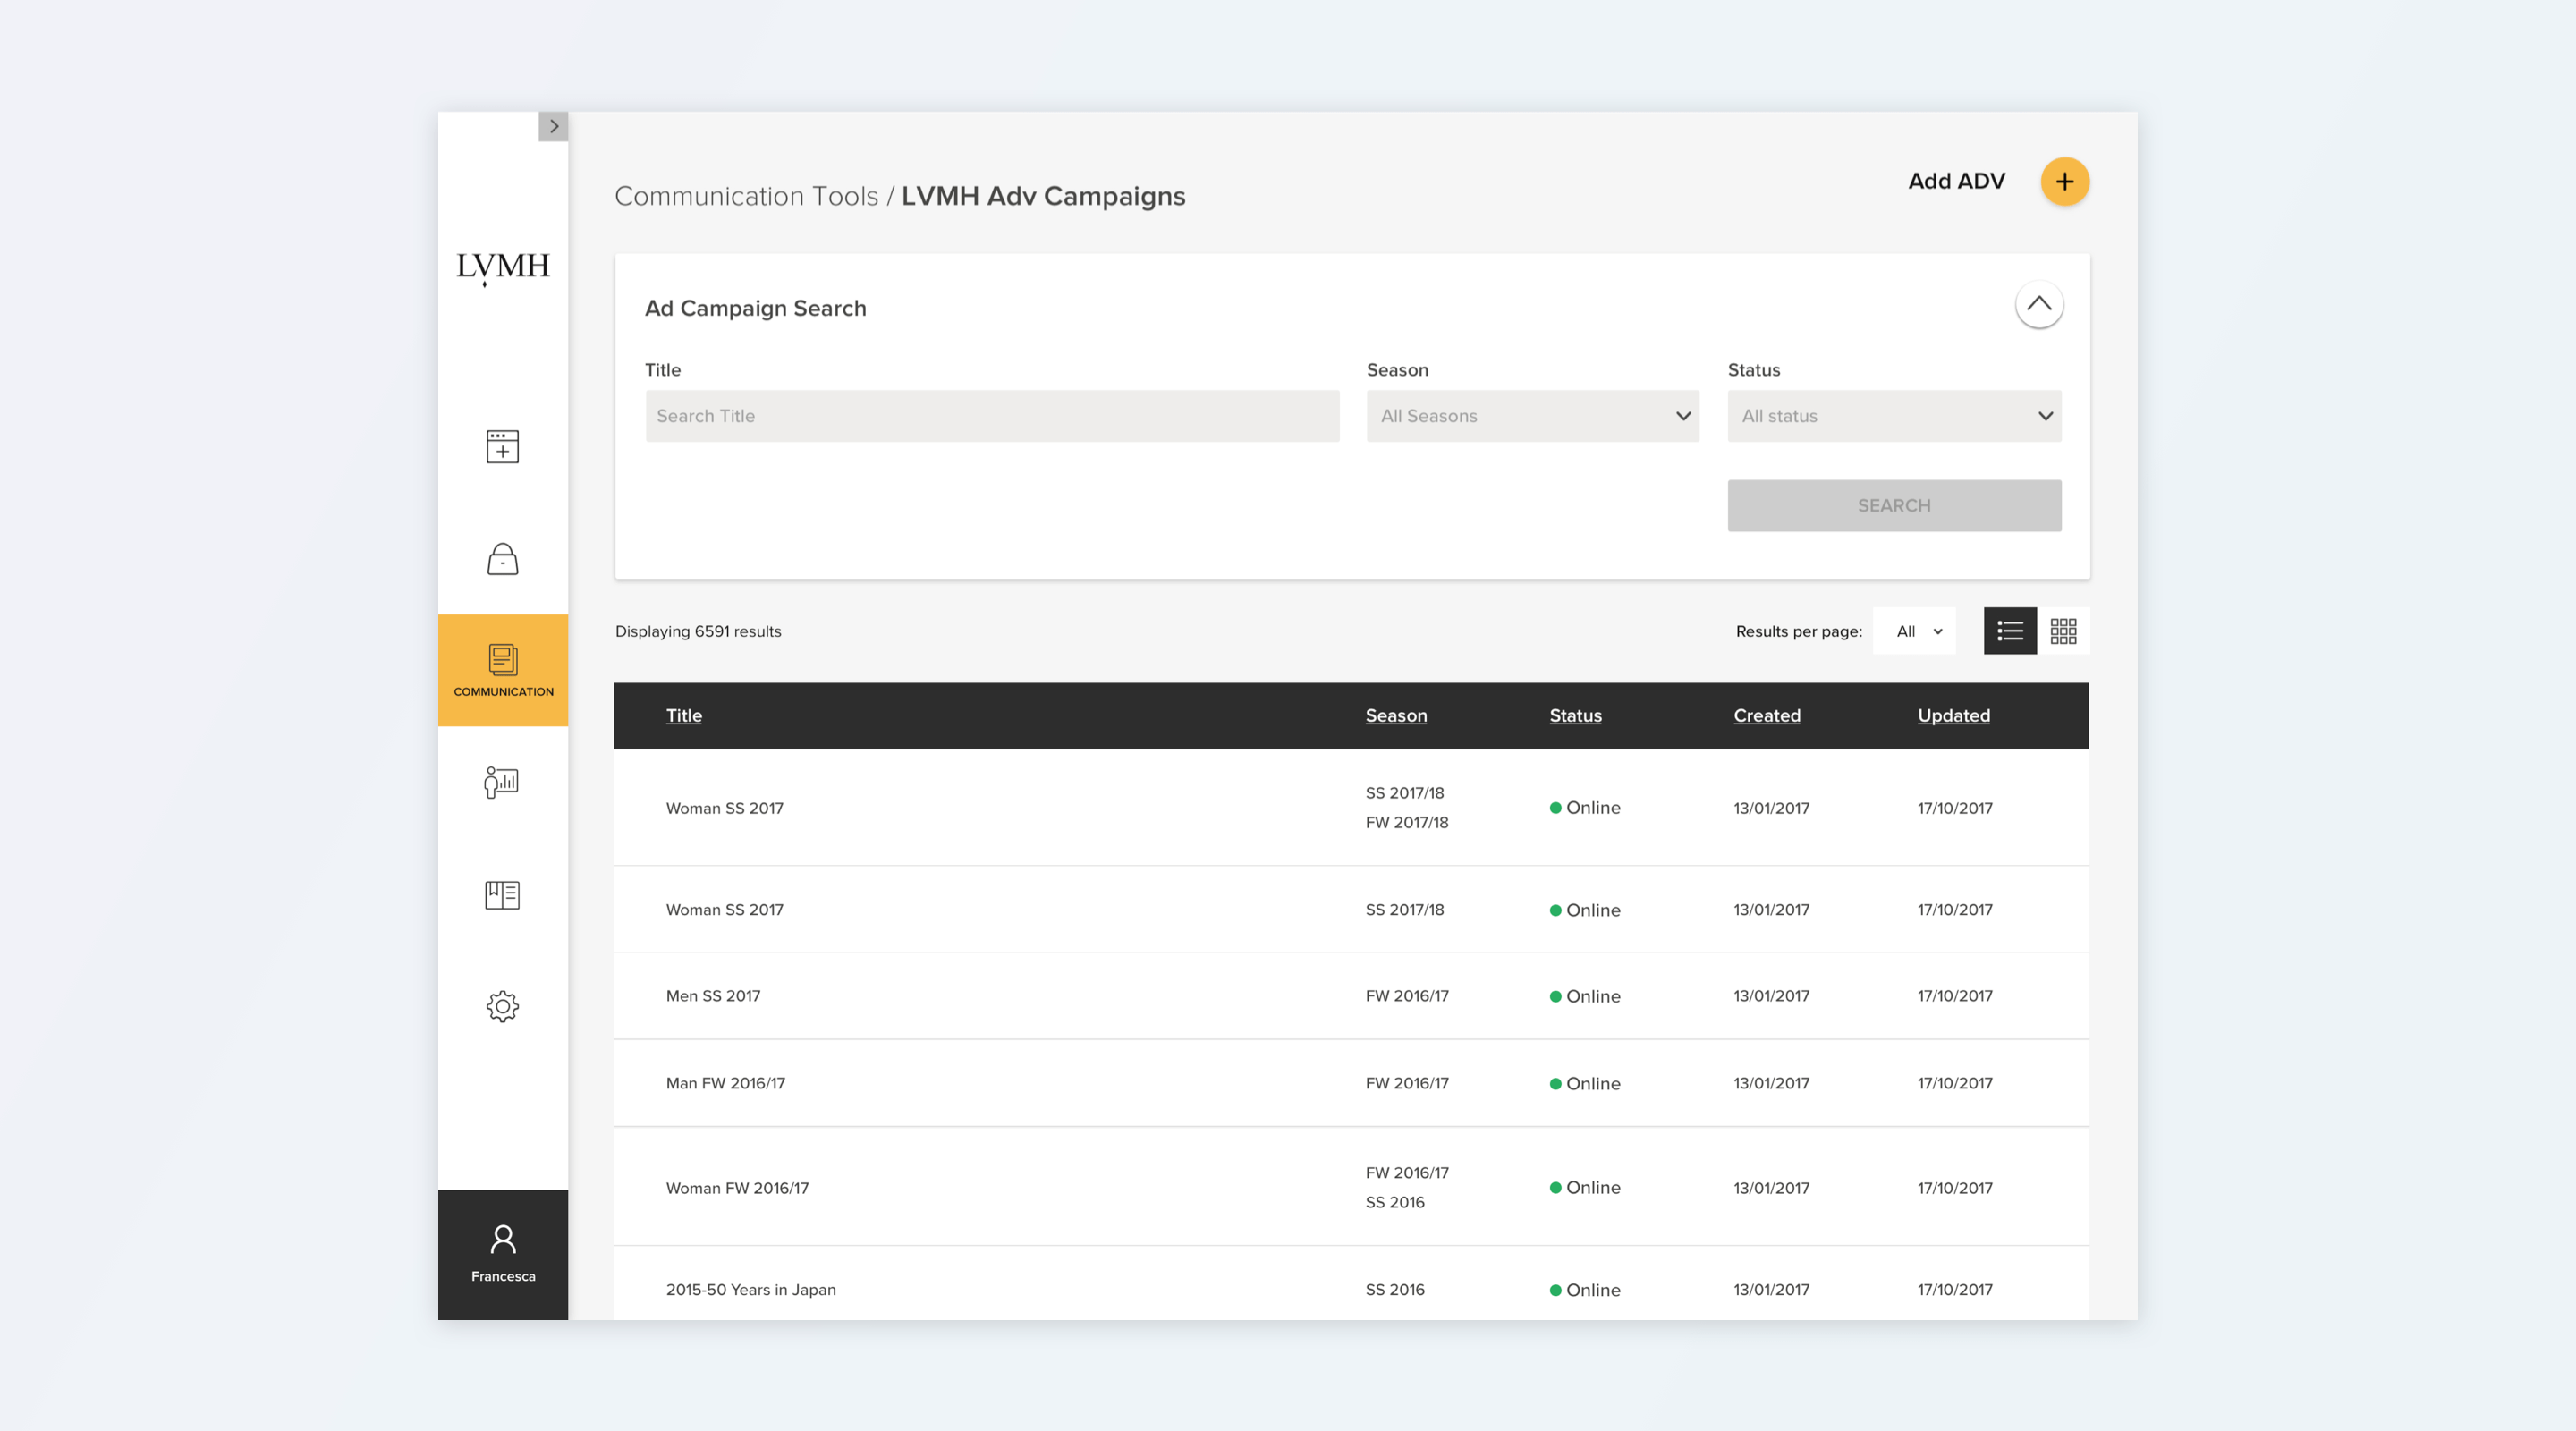 LVMH
COMMUNICATION
Francesca
Communication Tools / LVMH Adv Campaigns
Add ADV
Ad Campaign Search
Title
Season
Status
Search Title
All Seasons
All status
SEARCH
Displaying 6591 results
Results per page: All
Title Season Status Created Updated
Woman SS 2017 SS 2017/18 FW 2017/18 Online 13/01/2017 17/10/2017
Woman SS 2017 SS 2017/18 Online 13/01/2017 17/10/2017
Men SS 2017 FW 2016/17 Online 13/01/2017 17/10/2017
Man FW 2016/17 FW 2016/17 Online 13/01/2017 17/10/2017
Woman FW 2016/17 FW 2016/17 SS 2016 Online 13/01/2017 17/10/2017
2015-50 Years in Japan SS 2016 Online 13/01/2017 17/10/2017